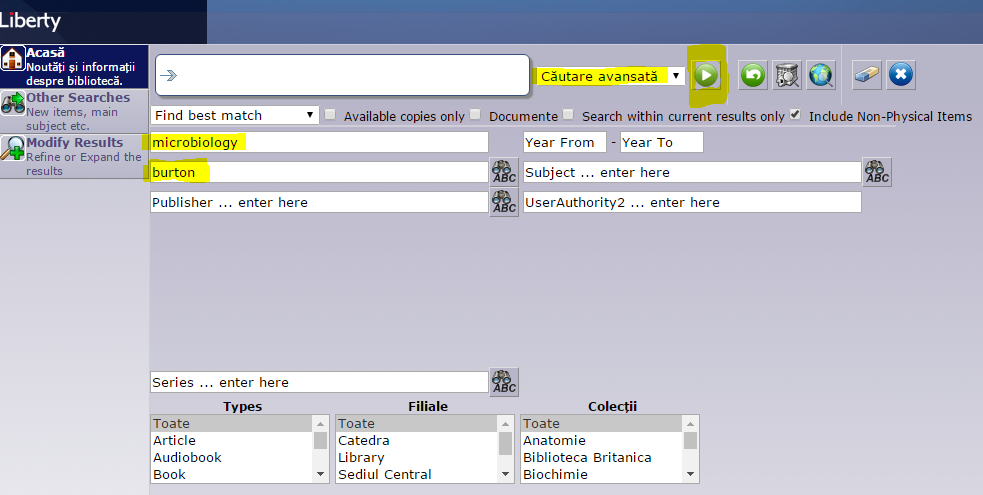 Liberty
Acasă
Noutăți și informații
despre bibliotecă.
Other Searches
New items, main
subject etc.
Modify Results
Refine or Expand the
results
Căutare avansată
Find best match
Available copies only
Documente
Search within current results only
Include Non-Physical Items
microbiology
Year From - Year To
burton
ABC
Subject ... enter here
ABC
Publisher ... enter here
ABC
UserAuthority2 ... enter here
Series ... enter here
ABC
Types
Toate
Article
Audiobook
Book
Filiale
Toate
Catedra
Library
Sediul Central
Colecții
Toate
Anatomie
Biblioteca Britanica
Biochimie